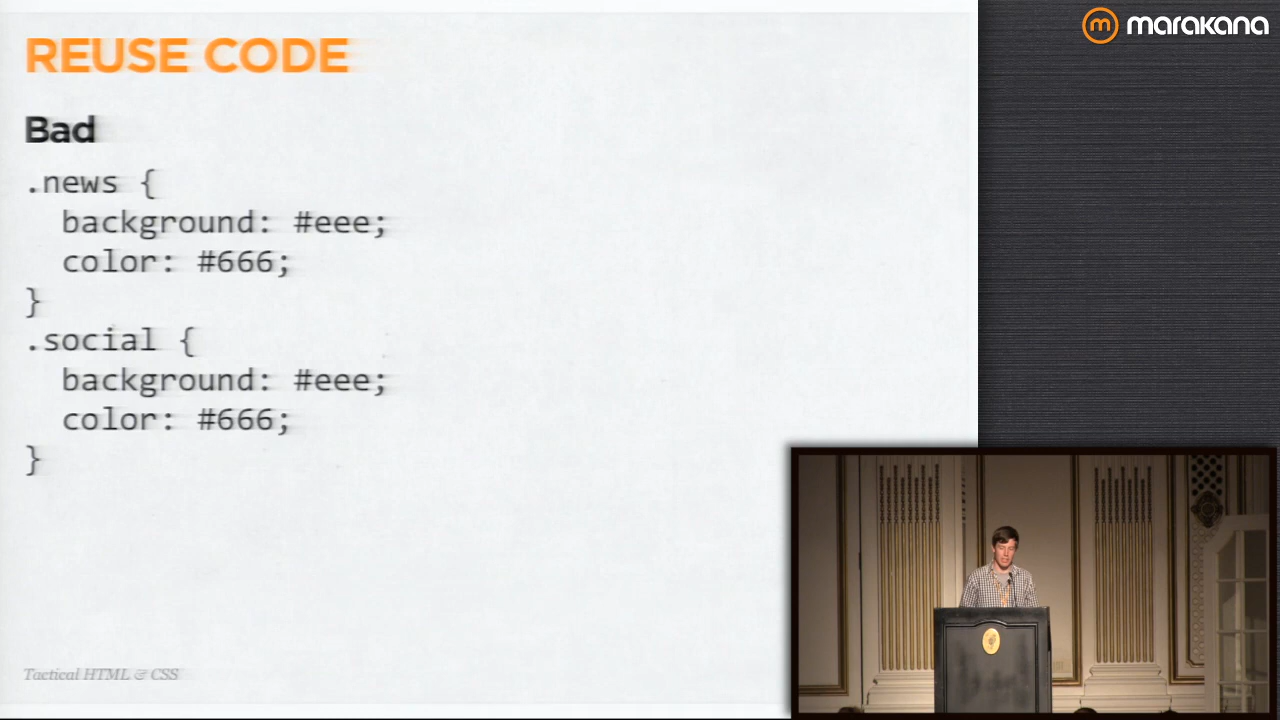 REUSE CODE
marakana
Bad
.news {
  background: #eee;
  color: #666;
}
.social {
  background: #eee;
  color: #666;
}
Tactical HTML & CSS